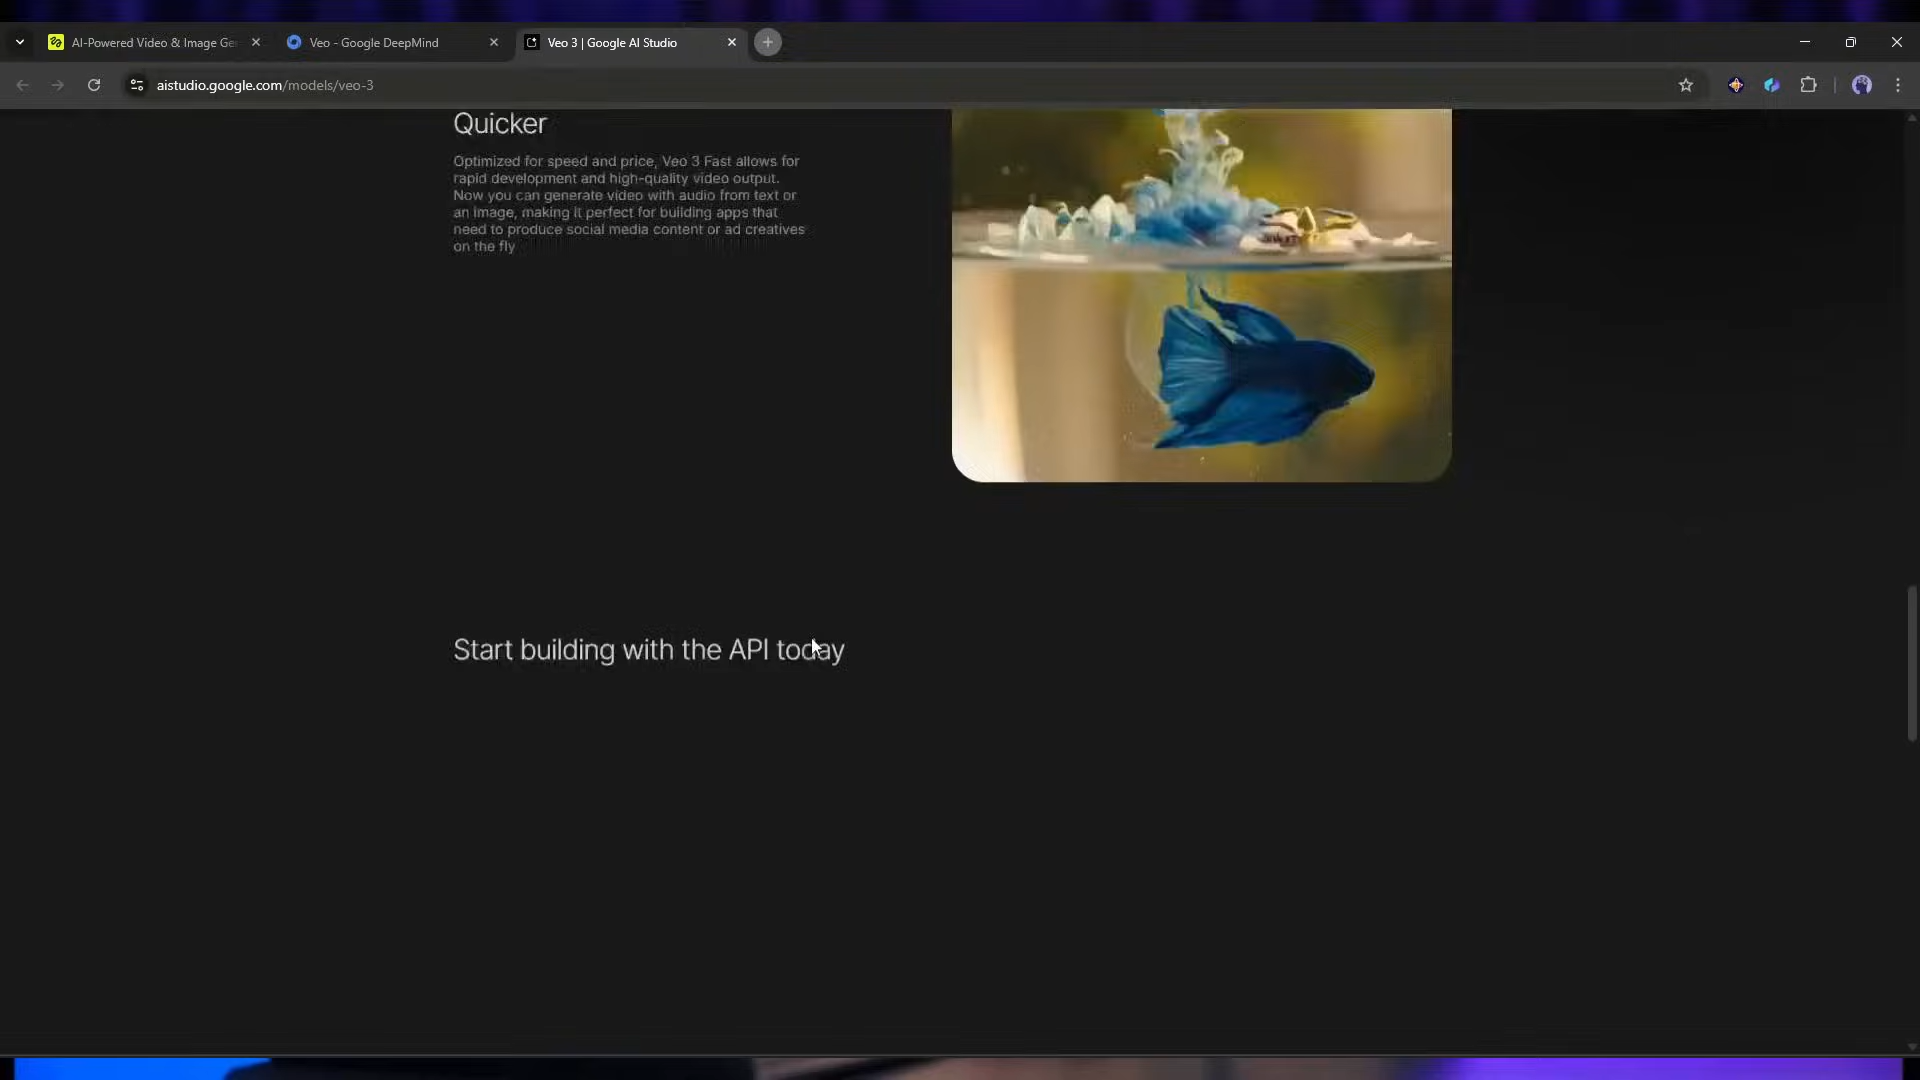 AI-Powered Video & Image Ge
Veo - Google DeepMind
Veo 3 | Google AI Studio
aistudio.google.com/models/veo-3
Quicker
Optimized for speed and price, Veo 3 Fast allows for
rapid development and high-quality video output.
Now you can generate video with audio from text or
an image, making it perfect for building apps that
need to produce social media content or ad creatives
on the fly
Start building with the API today